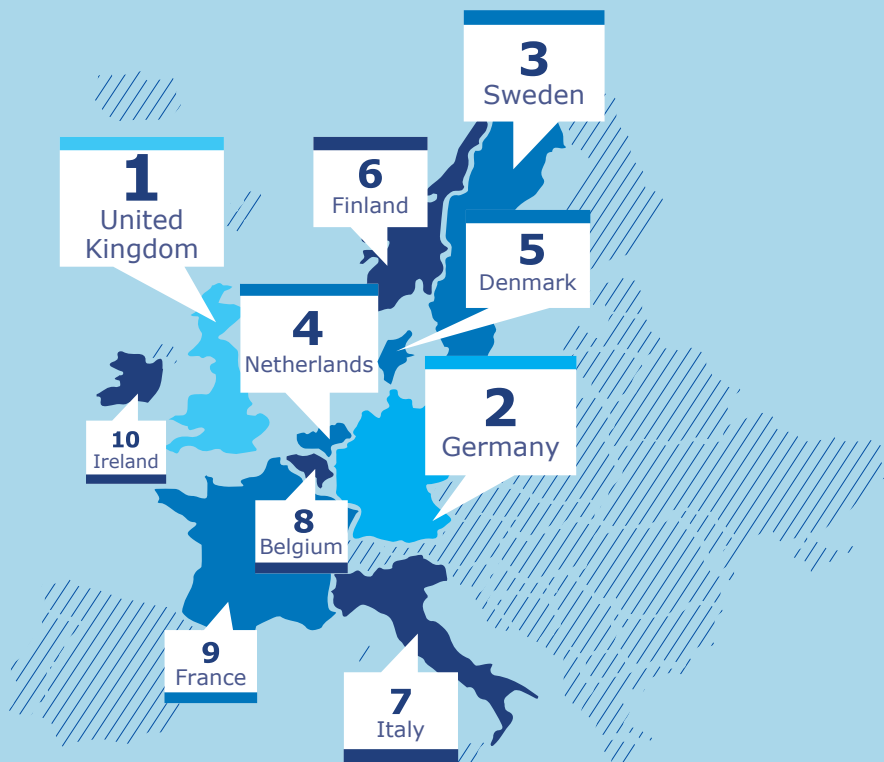 3
Sweden
1
United
Kingdom
6
Finland
5
Denmark
4
Netherlands
2
Germany
10
Ireland
8
Belgium
9
France
7
Italy